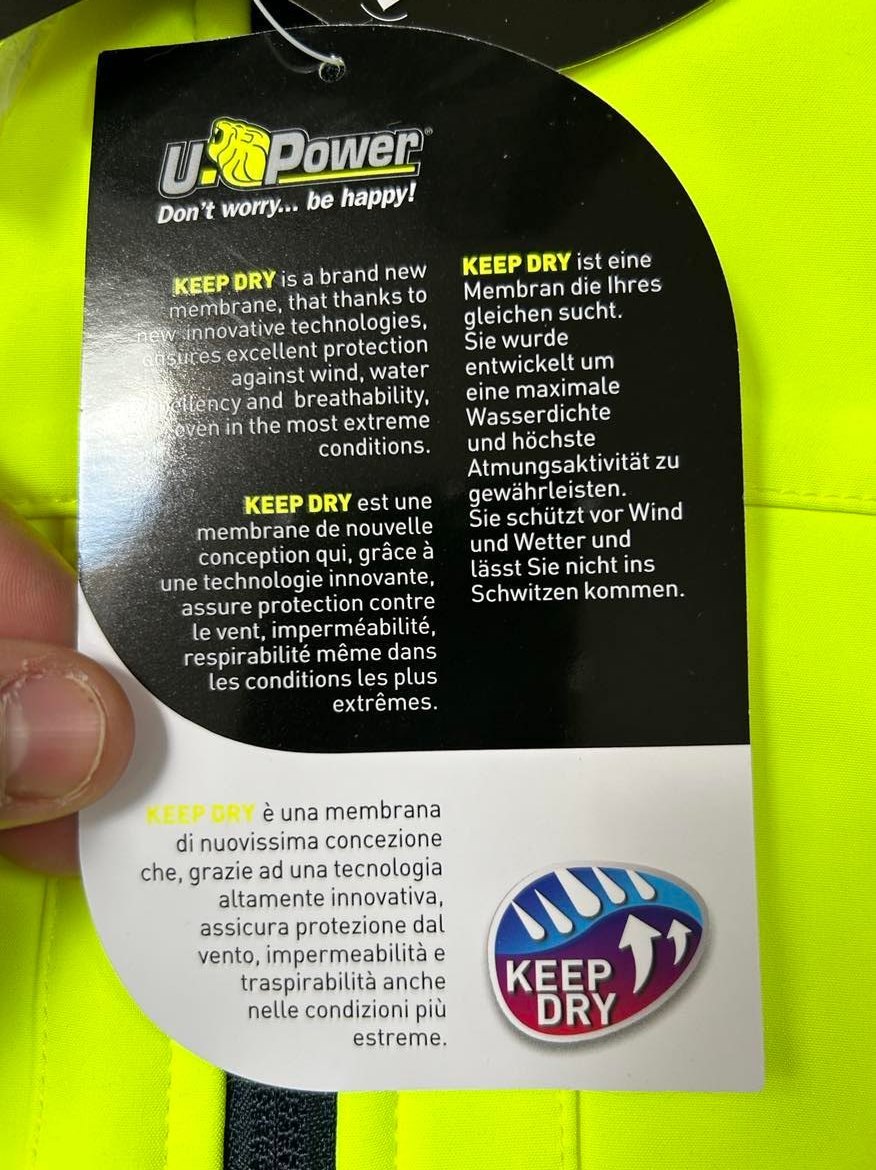 U-Power®
Don't worry... be happy!
KEEP DRY is a brand new
membrane, that thanks to
new innovative technologies,
ensures excellent protection
against wind, water
and breathability,
even in the most extreme
conditions.
KEEP DRY est une
membrane de nouvelle
conception qui, grâce à
une technologie innovante,
assure protection contre
le vent, imperméabilité,
respirabilité même dans
les conditions les plus
extrêmes.
KEEP DRY ist eine
Membran die Ihres
gleichen sucht.
Sie wurde
entwickelt um
eine maximale
Wasserdichte
und höchste
Atmungsaktivität zu
gewährleisten.
Sie schützt vor Wind
und Wetter und
lässt Sie nicht ins
Schwitzen kommen.
KEEP DRY è una membrana
di nuovissima concezione
che, grazie ad una tecnologia
altamente innovativa,
assicura protezione dal
vento, impermeabilità e
traspirabilità anche
nelle condizioni più
estreme.
KEEP
DRY